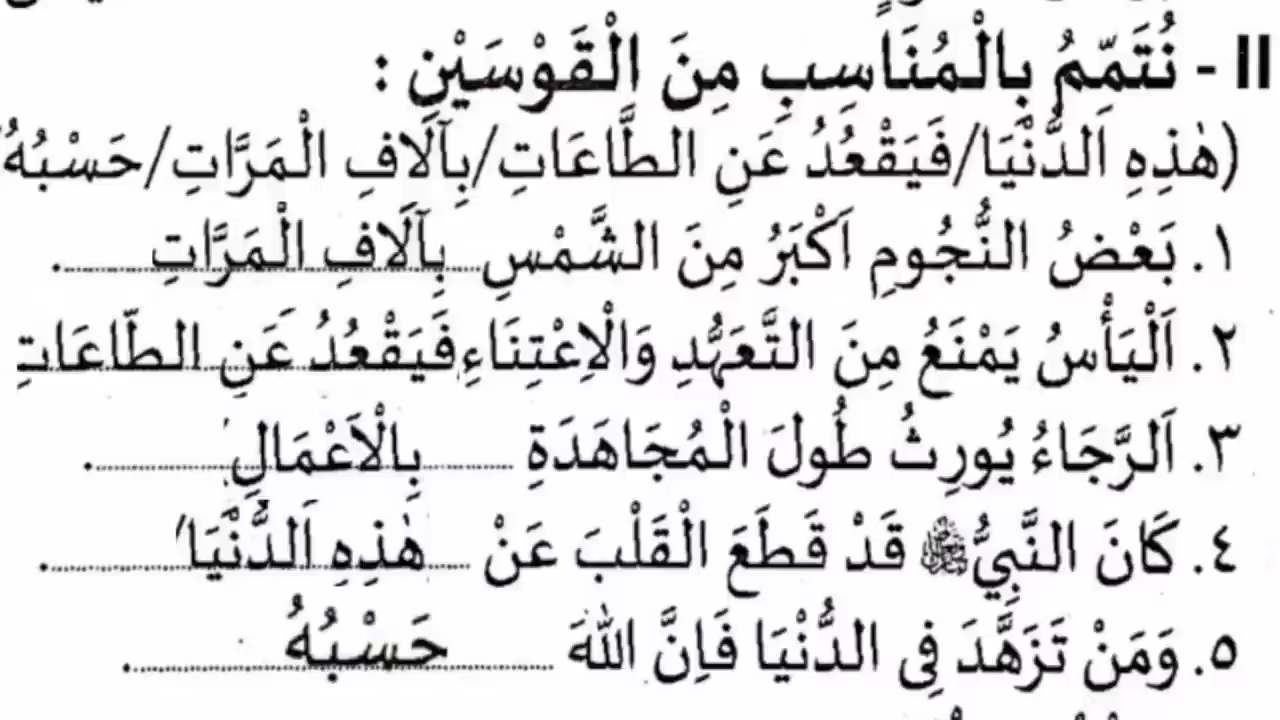 II - نُتَمِّمُ بِالْمُنَاسِبِ مِنَ الْقَوْسَيْنِ :
(هٰذِهِ الدُّنْيَا/فَيَقْعُدُ عَنِ الطَّاعَاتِ/بِآلَافِ الْمَرَّاتِ/حَسْبُهُ
١. بَعْضُ النُّجُومِ اَكْبَرُ مِنَ الشَّمْسِ بِآلَافِ الْمَرَّاتِ.
٢. اَلْيَأْسُ يَمْنَعُ مِنَ التَّعَهُّدِ وَالْاِعْتِنَاءِ فَيَقْعُدُ عَنِ الطَّاعَاتِ
٣. اَلرَّجَاءُ يُورِثُ طُولَ الْمُجَاهَدَةِ بِالْاَعْمَالِ.
٤. كَانَ النَّبِيُّ ﷺ قَدْ قَطَعَ الْقَلْبَ عَنْ هٰذِهِ الدُّنْيَا.
٥. وَمَنْ تَزَهَّدَ فِى الدُّنْيَا فَاِنَّ اللهَ حَسْبُهُ.